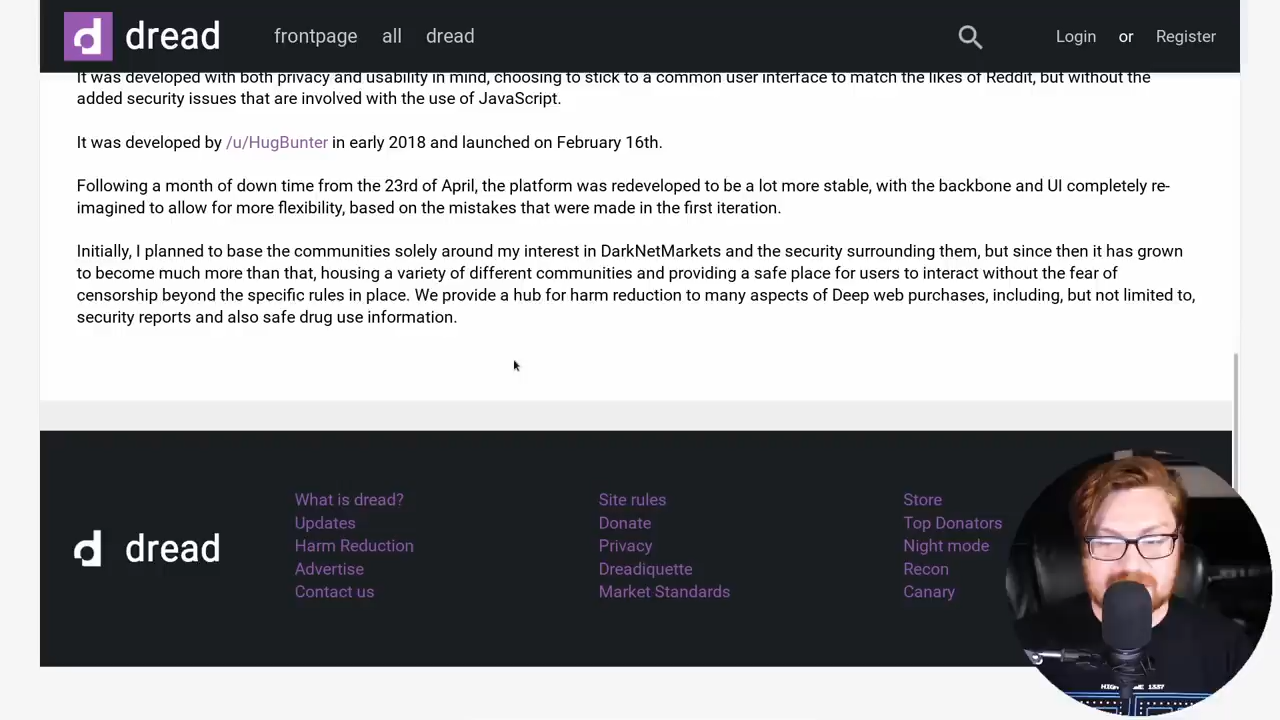 dread
frontpage all dread
Login or Register
It was developed with both privacy and usability in mind, choosing to stick to a common user interface to match the likes of Reddit, but without the
added security issues that are involved with the use of JavaScript.
It was developed by /u/HugBunter in early 2018 and launched on February 16th.
Following a month of down time from the 23rd of April, the platform was redeveloped to be a lot more stable, with the backbone and UI completely re-
imagined to allow for more flexibility, based on the mistakes that were made in the first iteration.
Initially, I planned to base the communities solely around my interest in DarkNetMarkets and the security surrounding them, but since then it has grown
to become much more than that, housing a variety of different communities and providing a safe place for users to interact without the fear of
censorship beyond the specific rules in place. We provide a hub for harm reduction to many aspects of Deep web purchases, including, but not limited to,
security reports and also safe drug use information.
dread
What is dread?
Updates
Harm Reduction
Advertise
Contact us
Site rules
Donate
Privacy
Dreadiquette
Market Standards
Store
Top Donators
Night mode
Recon
Canary
1337